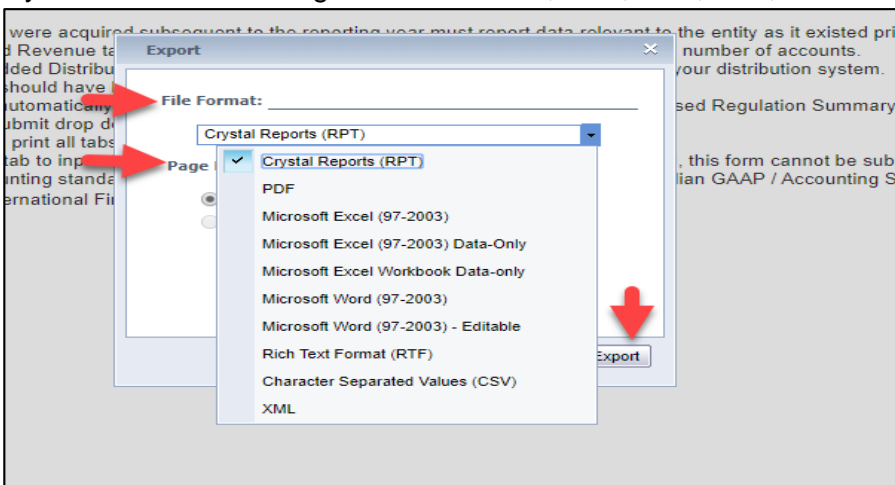 were acquired subsequent to the reporting year must report data relevant to the entity as it existed pri
d Revenue ta
number of accounts.
Export
dded Distribu
your distribution system.
should have
File Format:
automatically
sed Regulation Summary
ubmit drop d
Crystal Reports (RPT)
print all tabs
tab to inp
, this form cannot be sub
Page
Crystal Reports (RPT)
unting standa
lian GAAP / Accounting S
ernational Fi
PDF
Microsoft Excel (97-2003)
Microsoft Excel (97-2003) Data-Only
Microsoft Excel Workbook Data-only
Microsoft Word (97-2003)
Microsoft Word (97-2003) - Editable
Rich Text Format (RTF)
Export
Character Separated Values (CSV)
XML